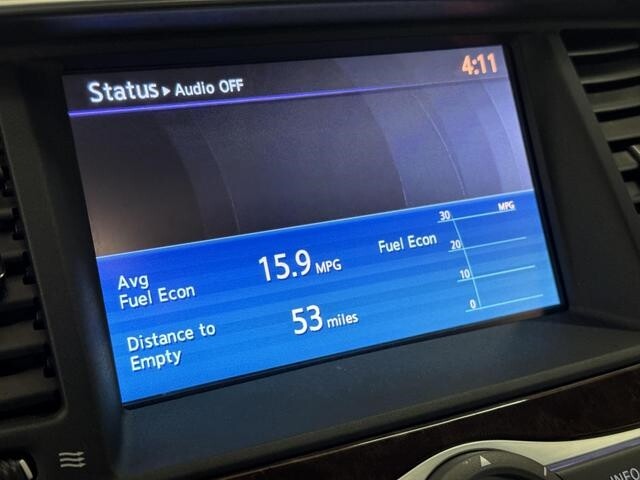 Status ▸ Audio OFF
4:11
Avg
Fuel Econ
15.9 MPG
Distance to
Empty
53 miles
Fuel Econ
MPG
30
20
10
0
INFO